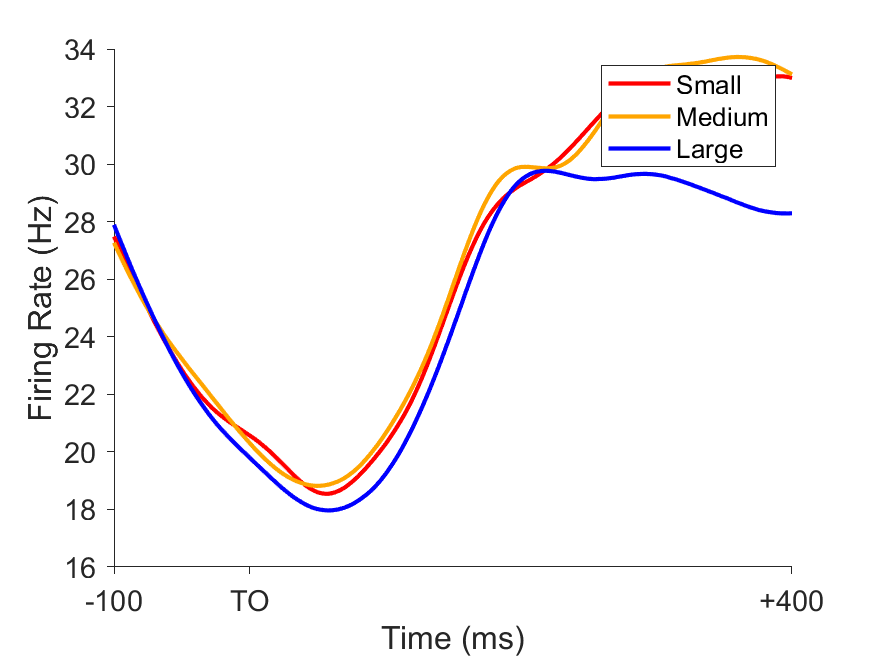 34
32
30
28
26
24
22
20
18
16
Firing Rate (Hz)
Small
Medium
Large
-100 TO +400
Time (ms)